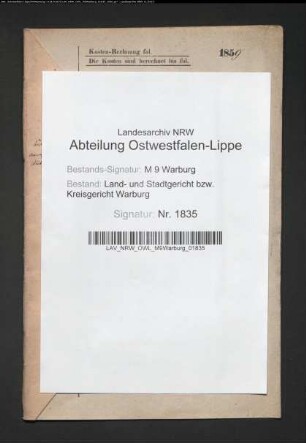 Kosten-Rechnung fol. 1859
Die Kosten sind berechnet bis fol.
Landesarchiv NRW
Abteilung Ostwestfalen-Lippe
Bestands-Signatur: M 9 Warburg
Bestand: Land- und Stadtgericht bzw.
Kreisgericht Warburg
Signatur: Nr. 1835
LAV_NRW_OWL_M9Warburg_01835